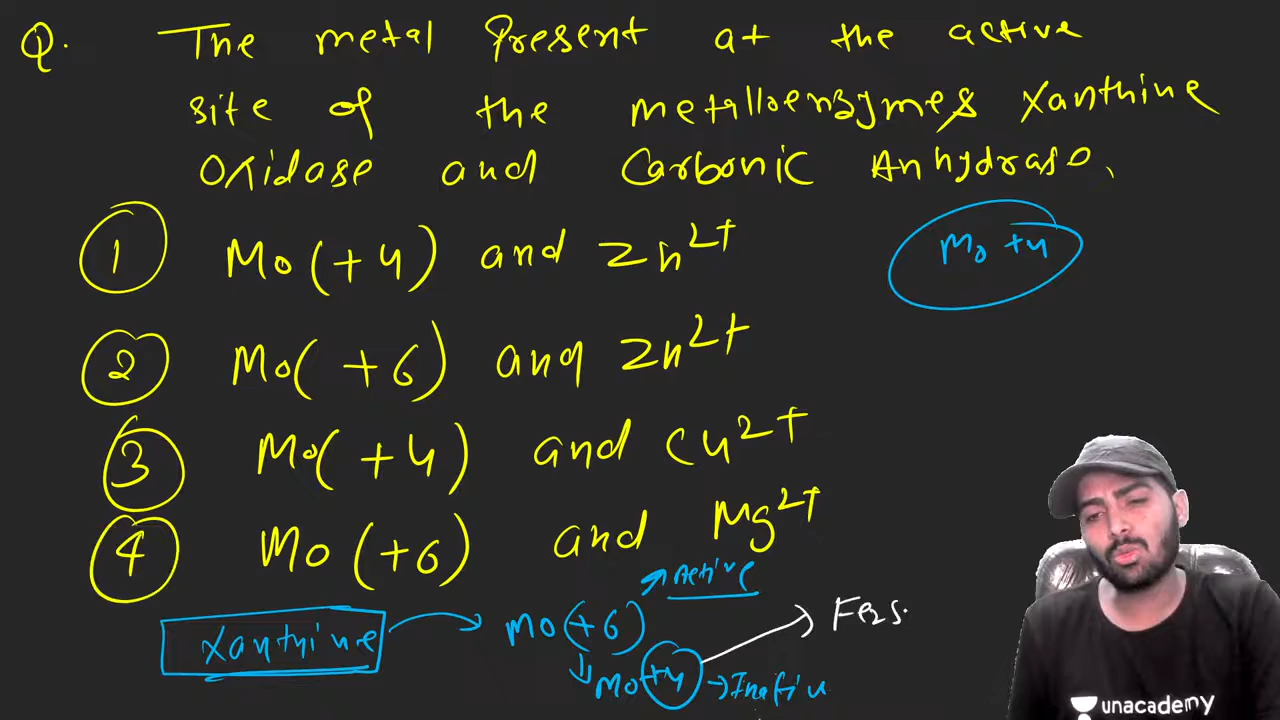 Q. The metal Present at the active
site of the metalloenzymes Xanthine
Oxidase and Carbonic Anhydrase.
1 Mo(+4) and Zn2+
Mo +4
2 Mo(+6) and Zn2+
3 Mo(+4) and Cu2+
4 Mo(+6) and Mg2+
Active
Xanthine
Mo(+6)
Mo +4
unacademy